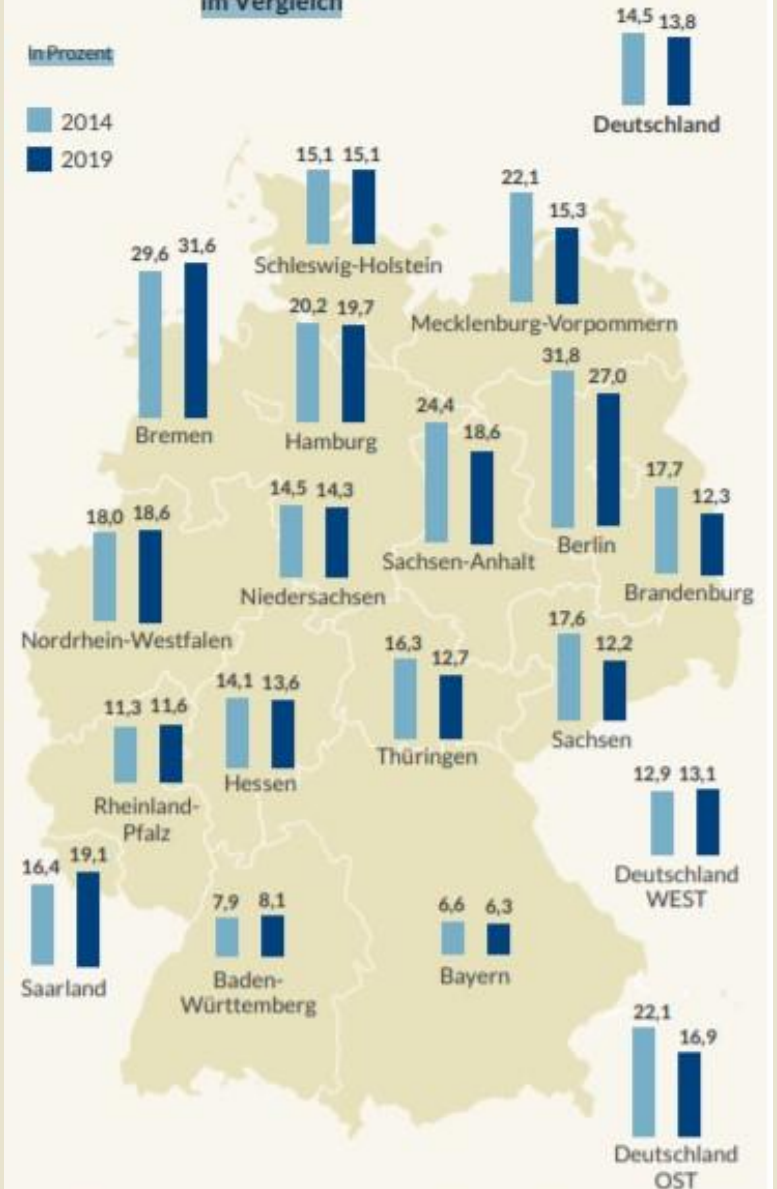 im Vergleich
In Prozent
2014
2019
14,5 13,8
Deutschland
15,1 15,1
Schleswig-Holstein
22,1 15,3
Mecklenburg-Vorpommern
29,6 31,6
Bremen
20,2 19,7
Hamburg
31,8 27,0
Berlin
24,4 18,6
Sachsen-Anhalt
17,7 12,3
Brandenburg
14,5 14,3
Niedersachsen
18,0 18,6
Nordrhein-Westfalen
17,6 12,2
Sachsen
16,3 12,7
Thüringen
14,1 13,6
Hessen
11,3 11,6
Rheinland-
Pfalz
12,9 13,1
Deutschland
WEST
16,4 19,1
Saarland
7,9 8,1
Baden-
Württemberg
6,6 6,3
Bayern
22,1 16,9
Deutschland
OST